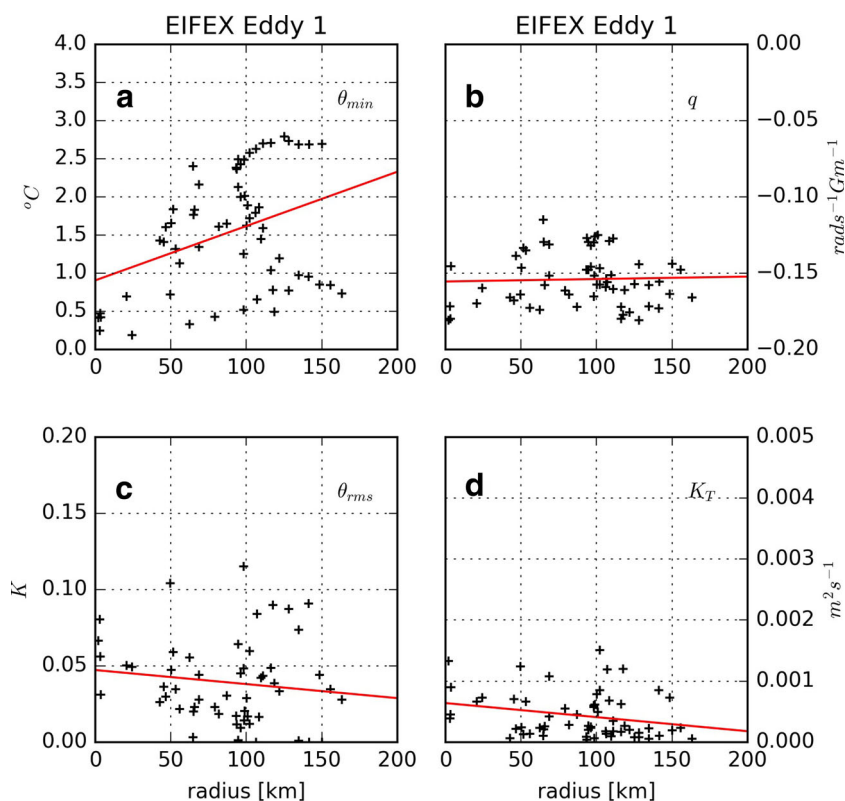 EIFEX Eddy 1 EIFEX Eddy 1
4.0 0.00
a θmin b q
3.5
3.0 −0.05
2.5
°C 2.0 −0.10 rads⁻¹Gm⁻¹
1.5
1.0 −0.15
0.5
0.0 −0.20
0 50 100 150 200 0 50 100 150 200
0.20 0.005
c θrms d KT
0.15 0.004
K 0.10 0.003 m²s⁻¹
0.002
0.05 0.001
0.00 0.000
0 50 100 150 200 0 50 100 150 200
radius [km] radius [km]